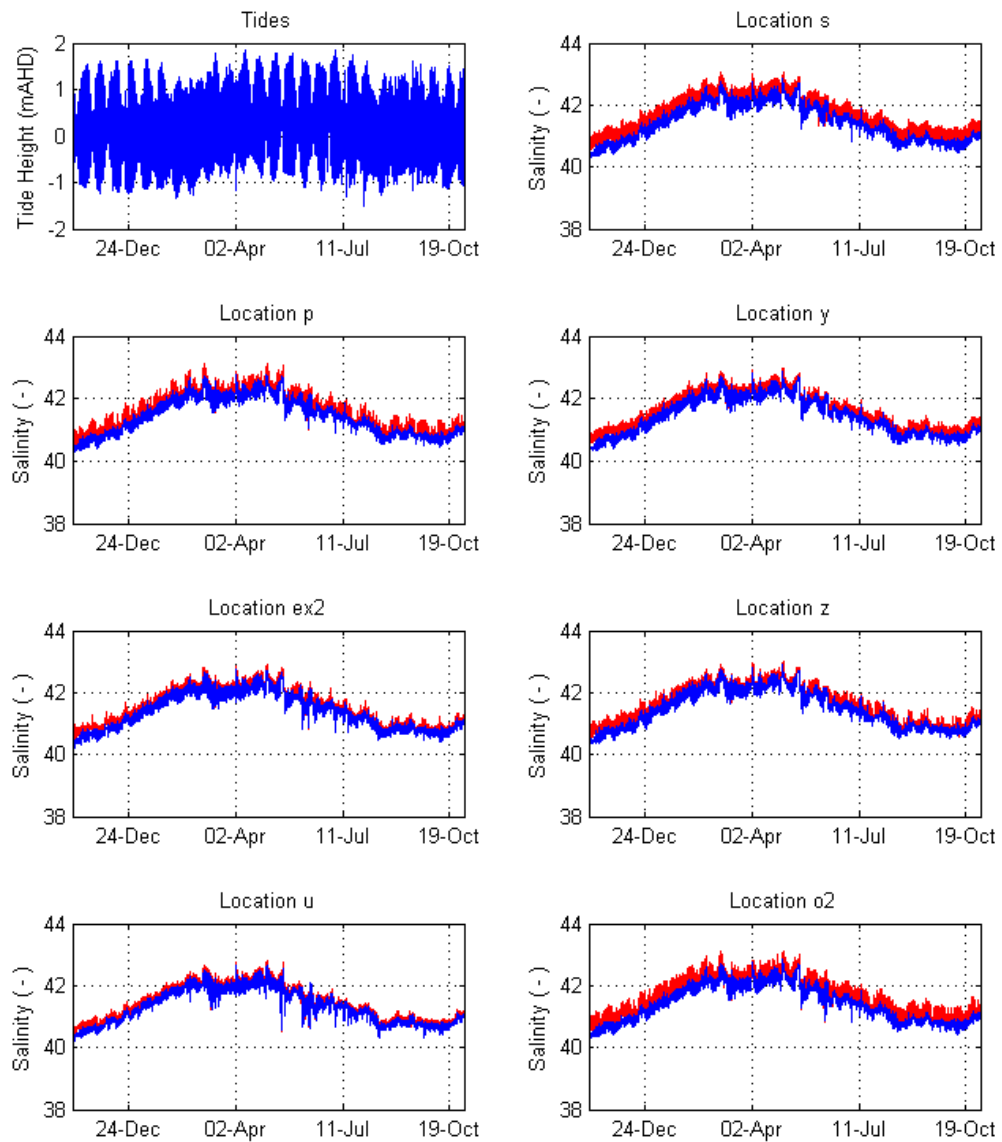 Tides
Tide Height (mAHD)
2
1
0
-1
-2
24-Dec 02-Apr 11-Jul 19-Oct
Location s
Salinity ( - )
44
42
40
38
24-Dec 02-Apr 11-Jul 19-Oct
Location p
Salinity ( - )
44
42
40
38
24-Dec 02-Apr 11-Jul 19-Oct
Location y
Salinity ( - )
44
42
40
38
24-Dec 02-Apr 11-Jul 19-Oct
Location ex2
Salinity ( - )
44
42
40
38
24-Dec 02-Apr 11-Jul 19-Oct
Location z
Salinity ( - )
44
42
40
38
24-Dec 02-Apr 11-Jul 19-Oct
Location u
Salinity ( - )
44
42
40
38
24-Dec 02-Apr 11-Jul 19-Oct
Location o2
Salinity ( - )
44
42
40
38
24-Dec 02-Apr 11-Jul 19-Oct